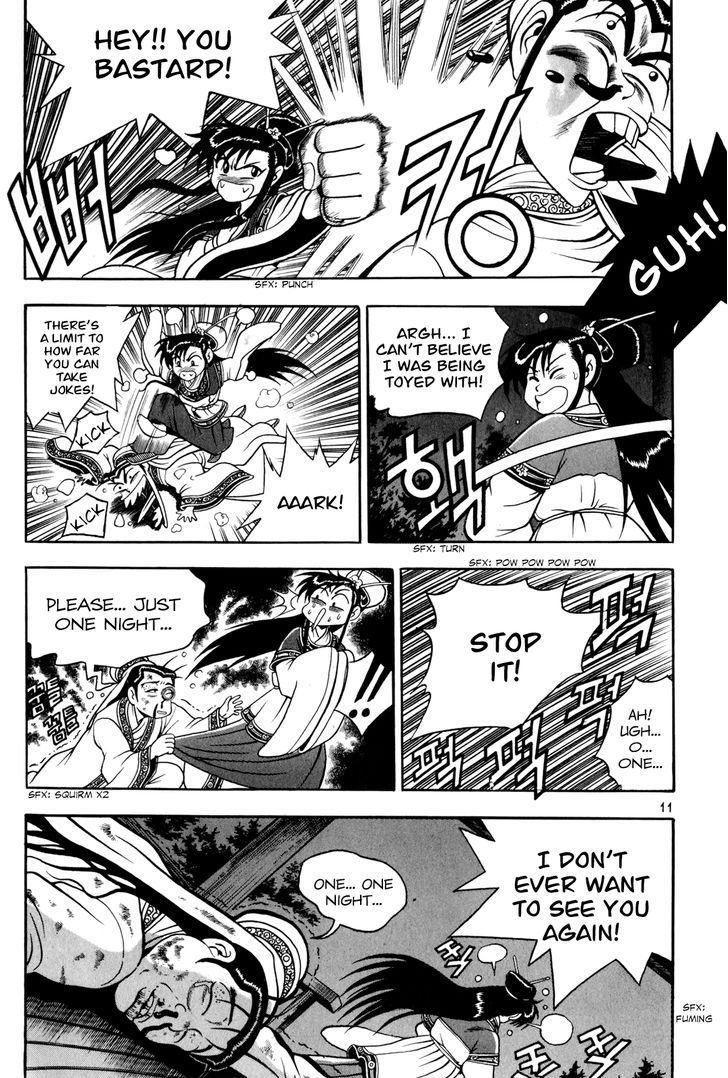 HEY!! YOU
BASTARD!
뻐
억
SFX: PUNCH
GUH!
THERE'S
A LIMIT TO
HOW FAR
YOU CAN
TAKE
JOKES!
KICK
KICK
AAARK!
ARGH... I
CAN'T BELIEVE
I WAS BEING
TOYED WITH!
홱
SFX: TURN
SFX: POW POW POW POW
PLEASE... JUST
ONE NIGHT...
!!
SFX: SQUIRM X2
STOP
IT!
퍽
퍽
퍽
퍽
AH!
UGH...
O...
ONE...
11
ONE... ONE
NIGHT...
I DON'T
EVER WANT
TO SEE YOU
AGAIN!
SFX:
FUMING